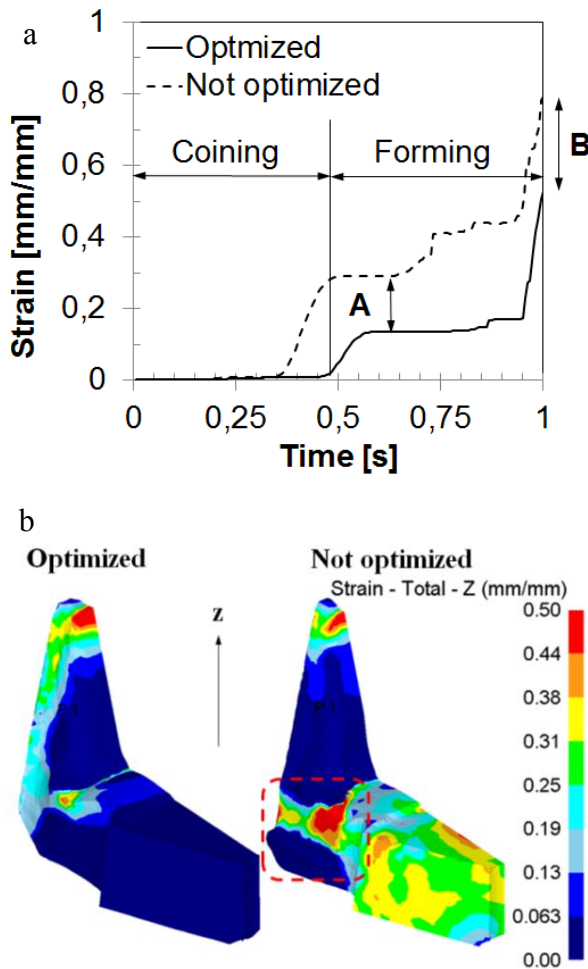 a
Strain [mm/mm]
1
0,8
0,6
0,4
0,2
0
Optmized
Not optimized
Coining
Forming
A
B
0
0,25
0,5
0,75
1
Time [s]
b
Optimized
Not optimized
Strain - Total - Z (mm/mm)
z
0.50
0.44
0.38
0.31
0.25
0.19
0.13
0.063
0.00